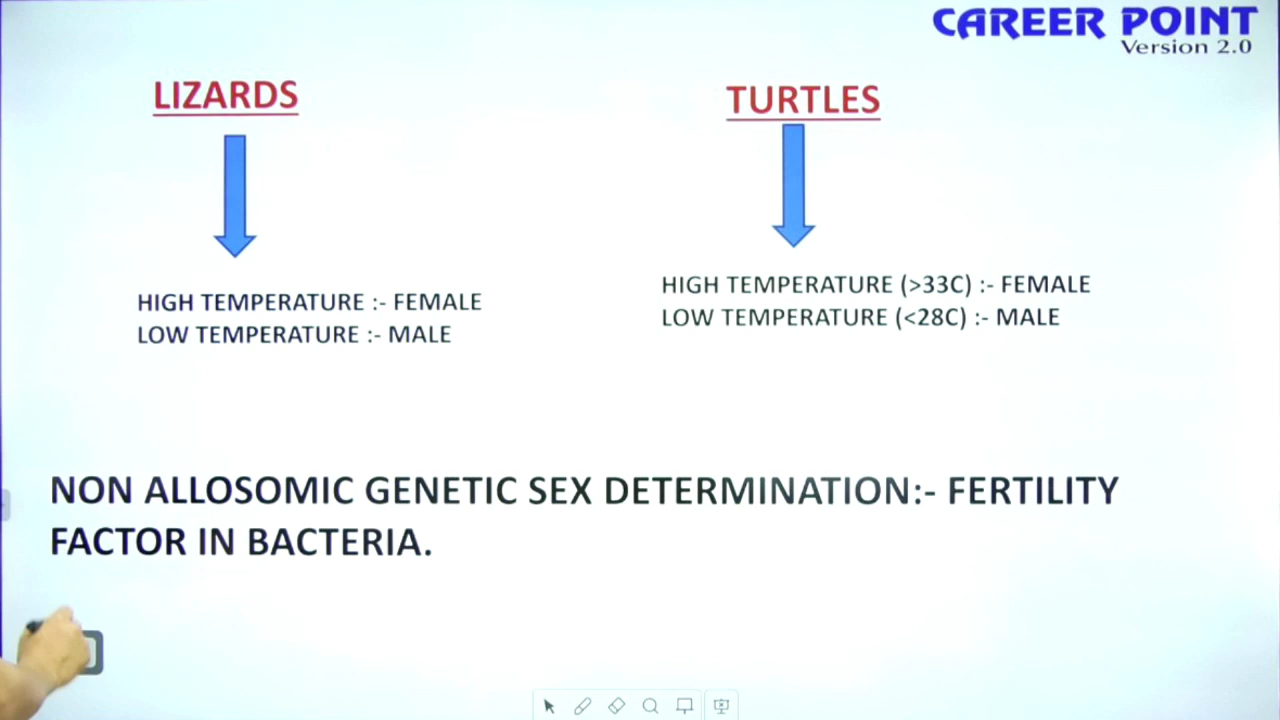 CAREER POINT
Version 2.0
LIZARDS
TURTLES
HIGH TEMPERATURE :- FEMALE
LOW TEMPERATURE :- MALE
HIGH TEMPERATURE (>33C) :- FEMALE
LOW TEMPERATURE (<28C) :- MALE
NON ALLOSOMIC GENETIC SEX DETERMINATION:- FERTILITY
FACTOR IN BACTERIA.